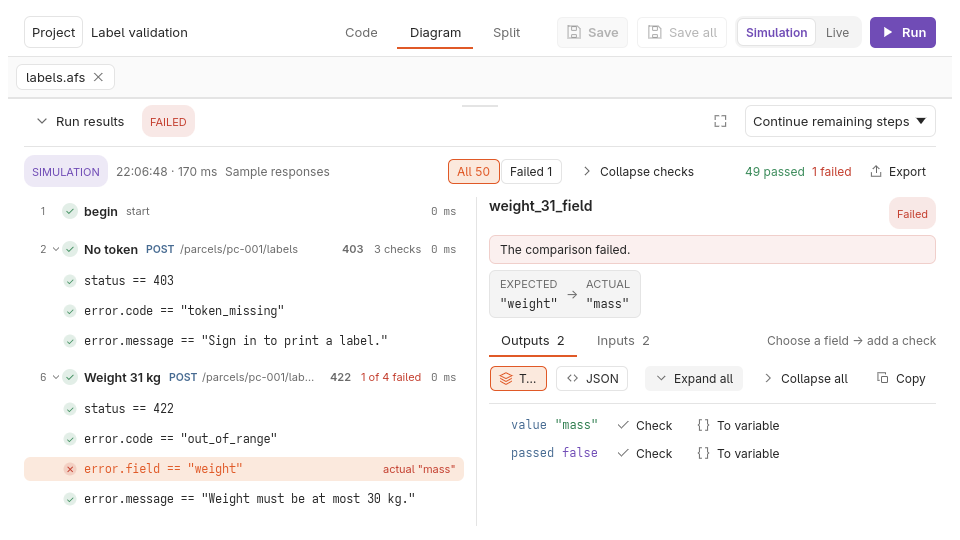 Project Label validation Code Diagram Split Save Save all Simulation Live Run
labels.afs
Run results FAILED Continue remaining steps
SIMULATION 22:06:48 · 170 ms Sample responses All 50 Failed 1 Collapse checks 49 passed 1 failed Export
1 begin start 0 ms
2 No token POST /parcels/pc-001/labels 403 3 checks 0 ms
status == 403
error.code == "token_missing"
error.message == "Sign in to print a label."
6 Weight 31 kg POST /parcels/pc-001/lab... 422 1 of 4 failed 0 ms
status == 422
error.code == "out_of_range"
error.field == "weight" actual "mass"
error.message == "Weight must be at most 30 kg."
weight_31_field Failed
The comparison failed.
EXPECTED → ACTUAL
"weight" "mass"
Outputs 2 Inputs 2 Choose a field → add a check
T... JSON Expand all Collapse all Copy
value "mass" Check {} To variable
passed false Check {} To variable